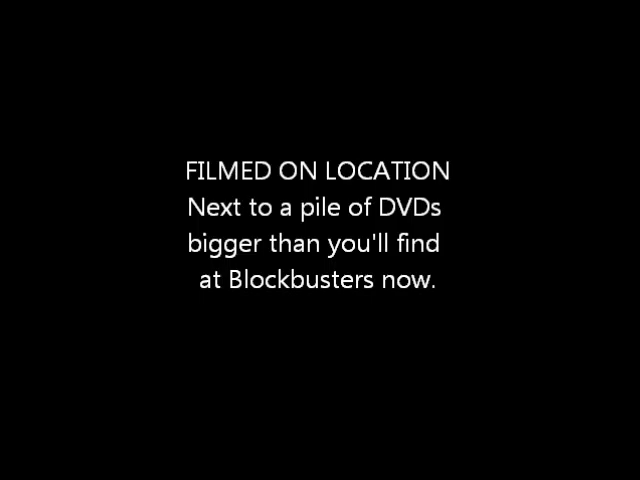 FILMED ON LOCATION
Next to a pile of DVDs
bigger than you'll find
at Blockbusters now.